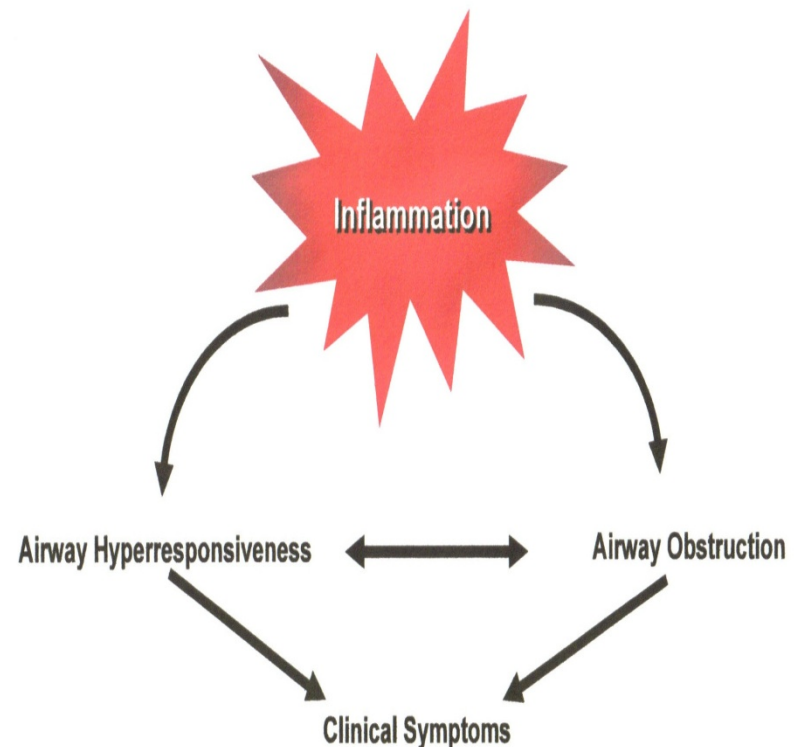 Inflammation
Airway Hyperresponsiveness
Airway Obstruction
Clinical Symptoms